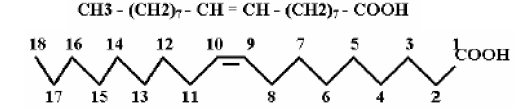 CH3 - (CH2)7 - CH = CH - (CH2)7 - COOH
18 16 14 12 10 9 7 5 3 1
COOH
17 15 13 11 8 6 4 2